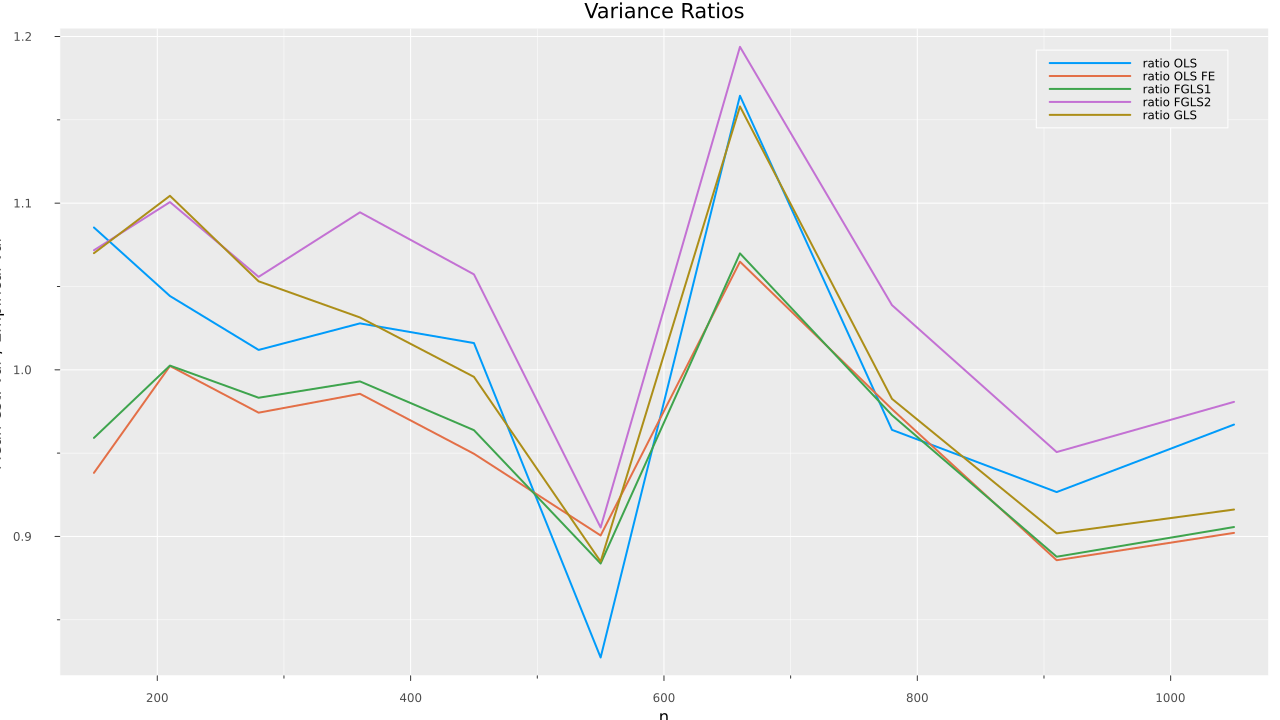 Variance Ratios
1.2
1.1
1.0
0.9
ratio OLS
ratio OLS FE
ratio FGLS1
ratio FGLS2
ratio GLS
200 400 600 800 1000
n